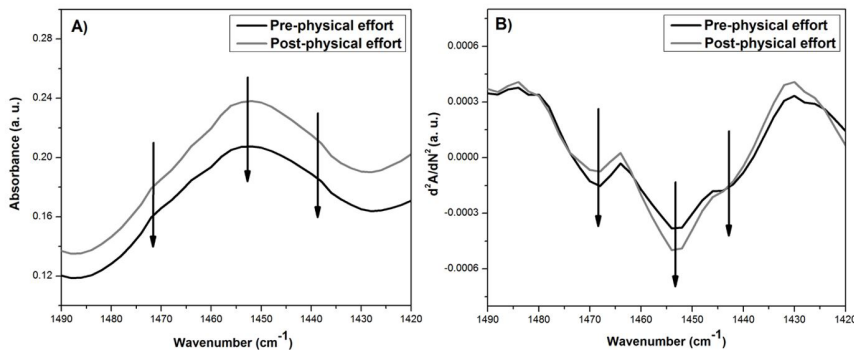 A)
Pre-physical effort
Post-physical effort
0.28
0.24
0.20
0.16
0.12
Absorbance (a. u.)
1490 1480 1470 1460 1450 1440 1430 1420
Wavenumber (cm⁻¹)
B)
Pre-physical effort
Post-physical effort
0.0006
0.0003
0.0000
-0.0003
-0.0006
d²A/dN² (a. u.)
1490 1480 1470 1460 1450 1440 1430 1420
Wavenumber (cm⁻¹)